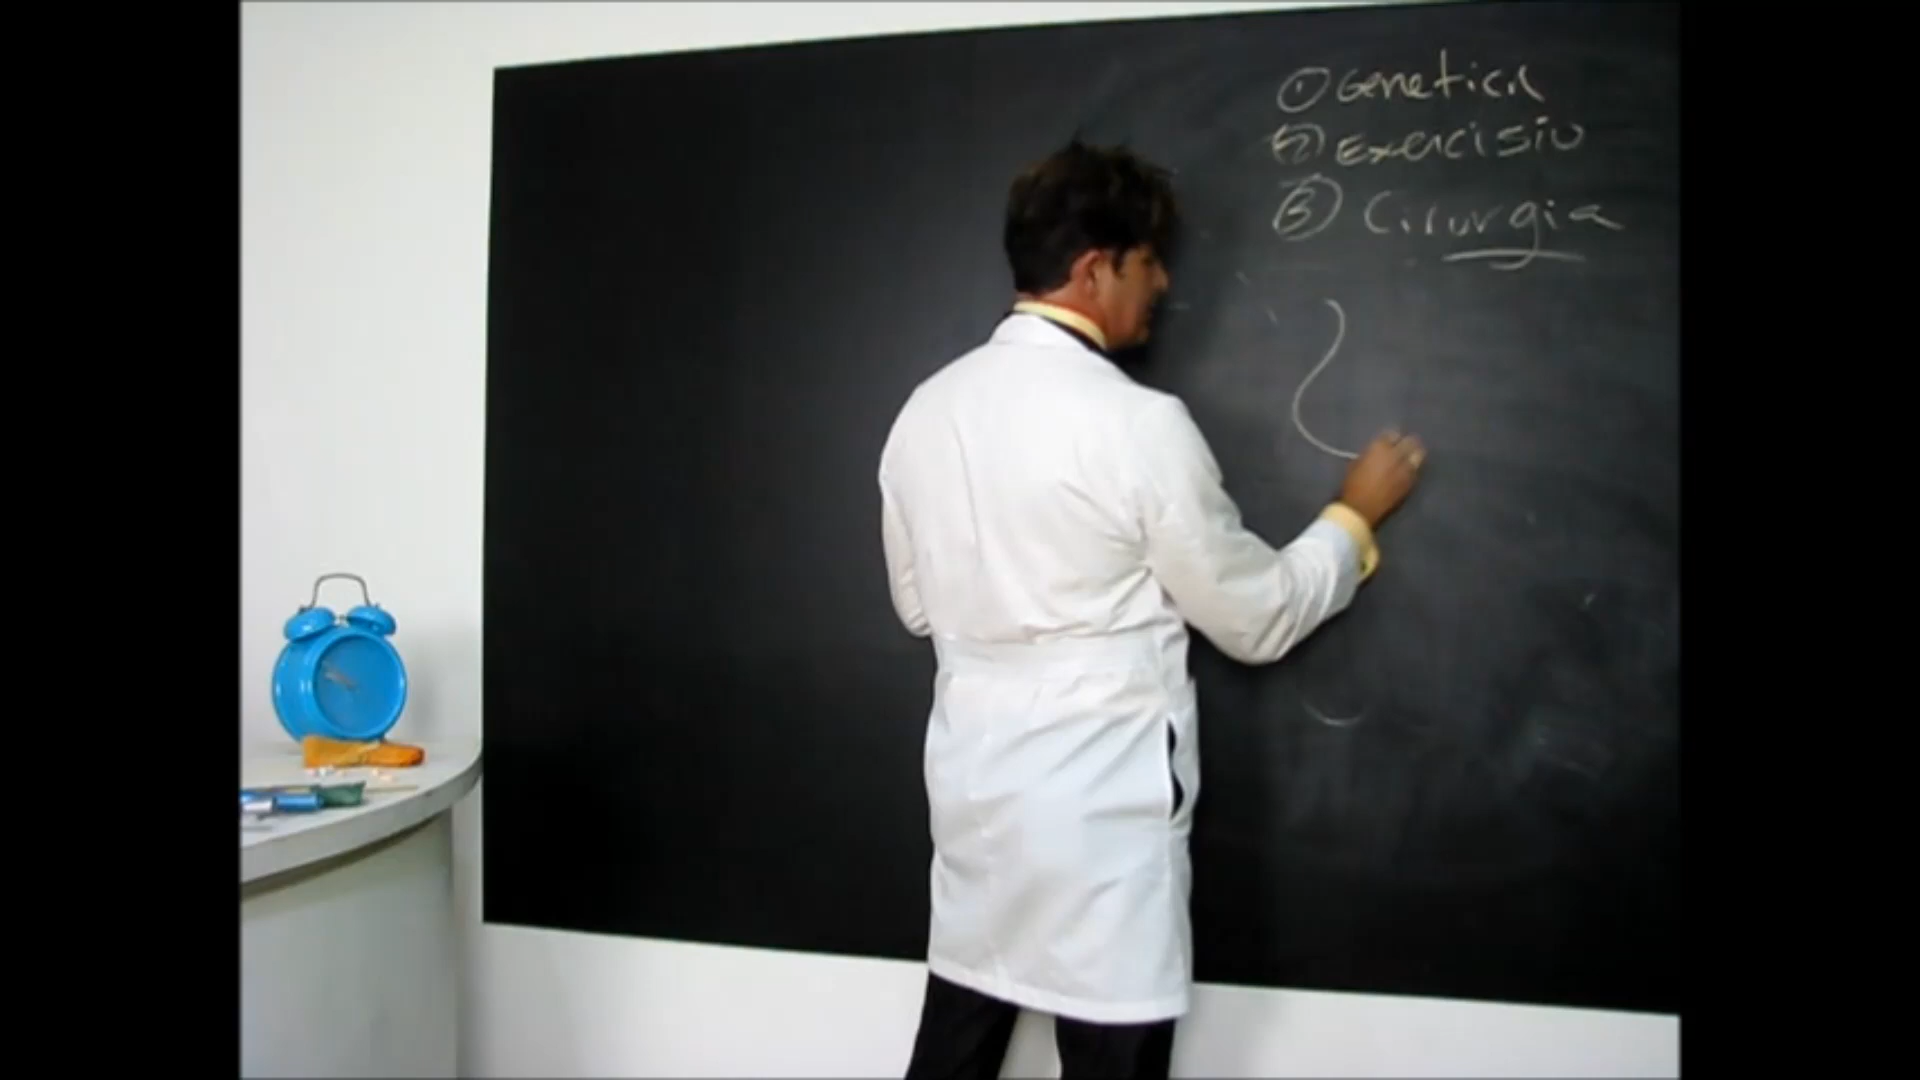 ① Genetica
② Exercisio
③ Cirurgia